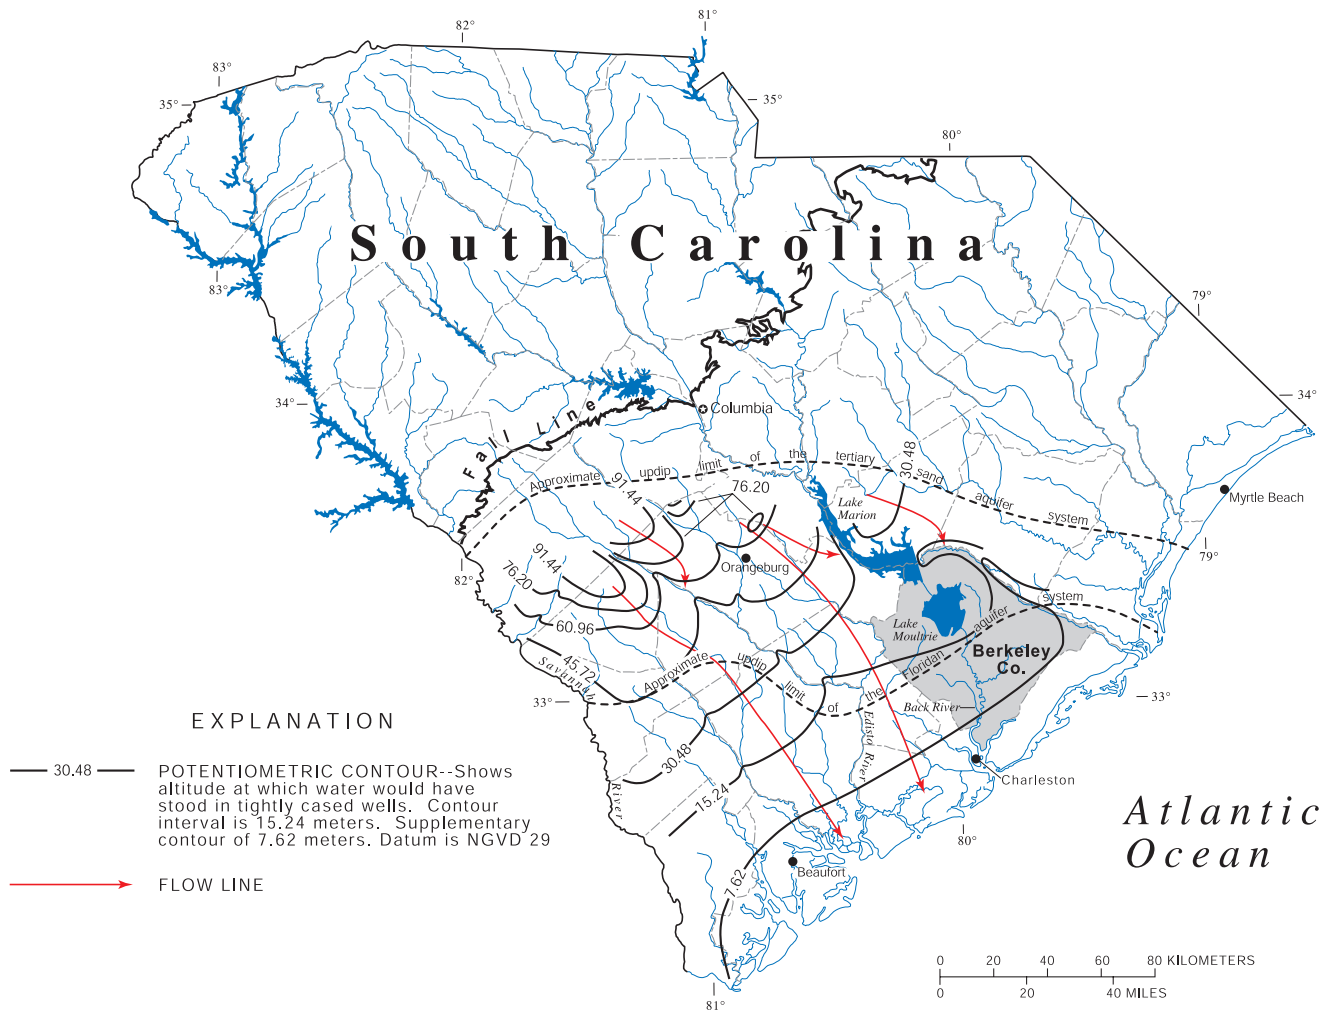 82°
81°
83°
35°
35°
80°
South Carolina
83°
79°
34°
34°
Fall Line
Columbia
Approximate updip limit of the tertiary sand aquifer system
30.48
91.44
76.20
Lake
Marion
Myrtle Beach
79°
Orangeburg
82°
91.44
76.20
60.96
45.72
Savannah
River
Lake
Moultrie
Approximate updip limit of the Floridan aquifer system
Berkeley
Co.
33°
33°
Back River
Edisto River
30.48
15.24
7.62
Charleston
80°
Beaufort
81°
Atlantic
Ocean
EXPLANATION
30.48
POTENTIOMETRIC CONTOUR--Shows
altitude at which water would have
stood in tightly cased wells. Contour
interval is 15.24 meters. Supplementary
contour of 7.62 meters. Datum is NGVD 29
FLOW LINE
0 20 40 60 80 KILOMETERS
0 20 40 MILES